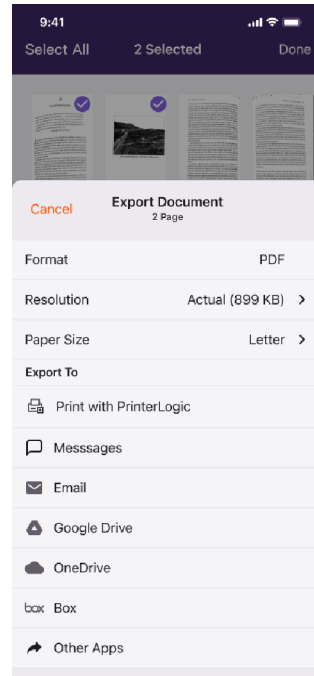 9:41
Select All 2 Selected Done
Cancel Export Document
2 Page
Format PDF
Resolution Actual (899 KB)
Paper Size Letter
Export To
Print with PrinterLogic
Messsages
Email
Google Drive
OneDrive
box Box
Other Apps